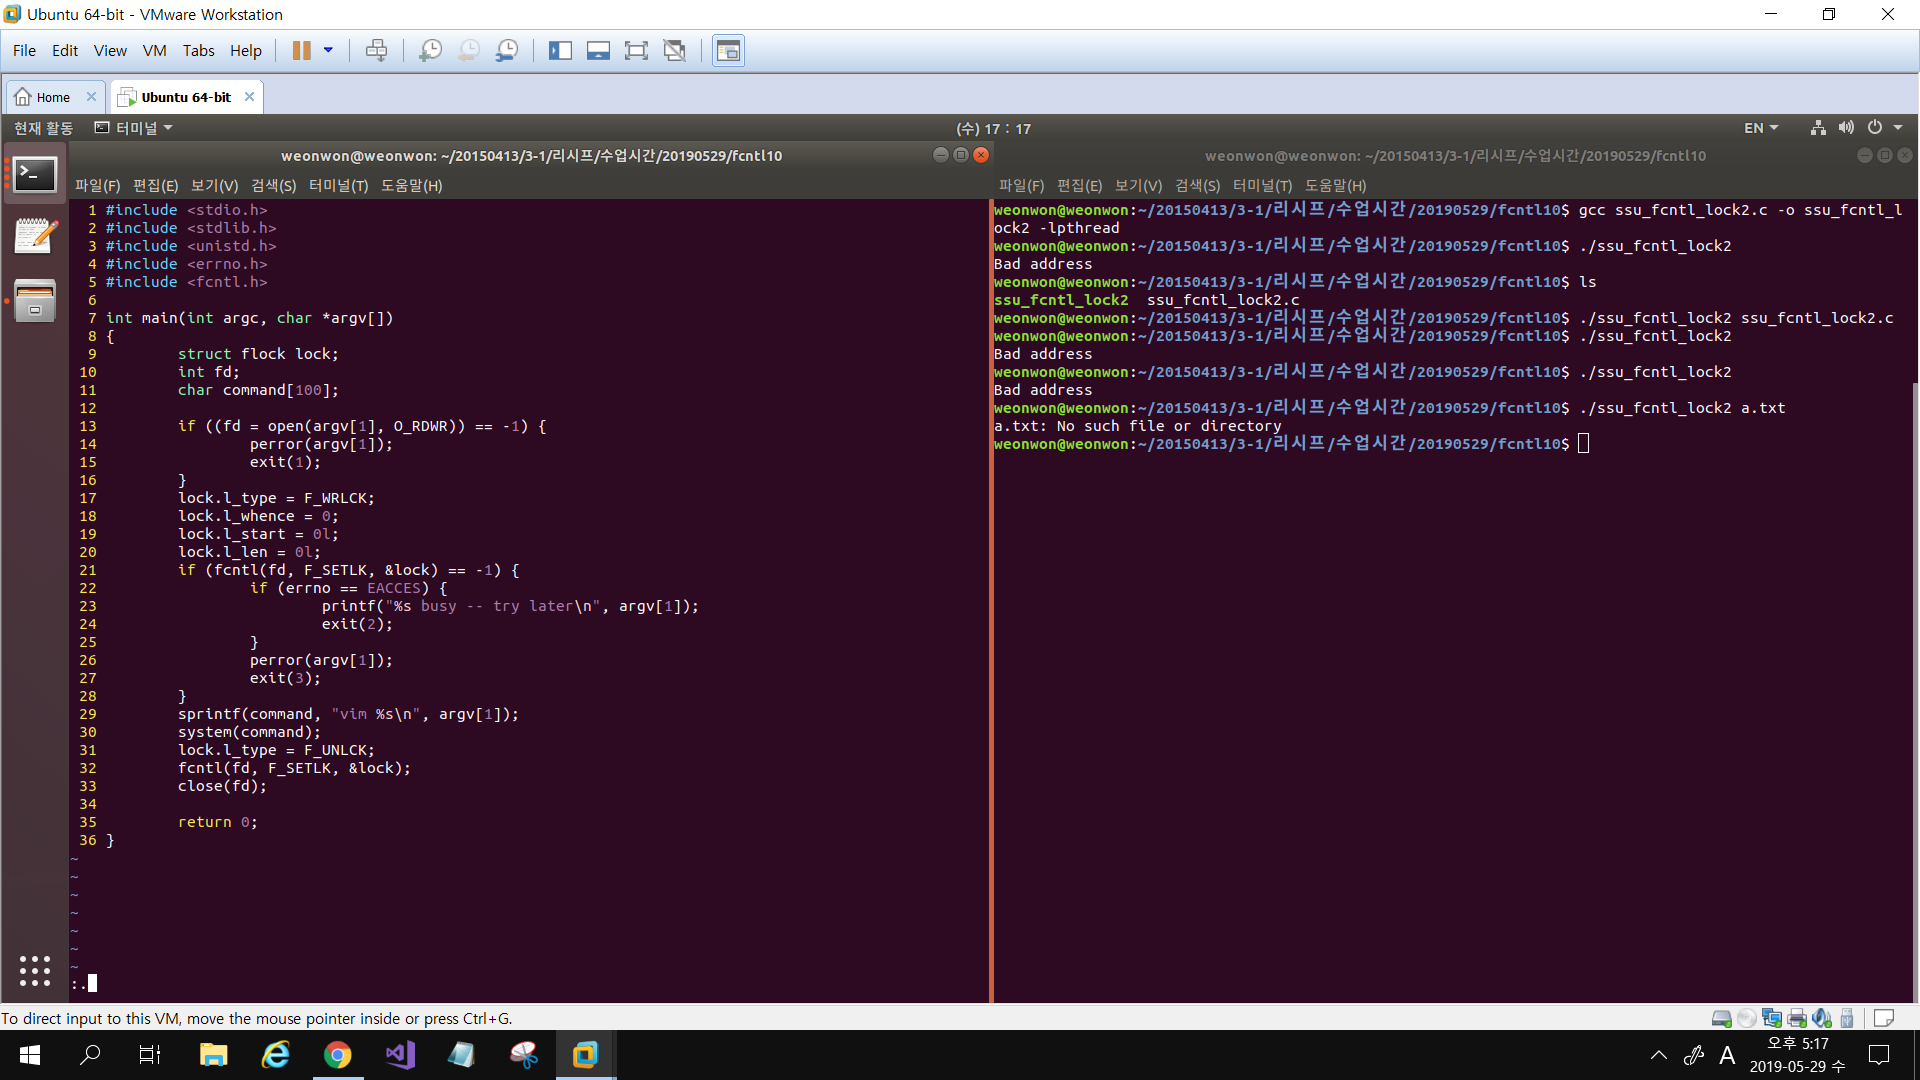 Ubuntu 64-bit - VMware Workstation
File Edit View VM Tabs Help
Home Ubuntu 64-bit
현재 활동 터미널 (수) 17 : 17 EN
weonwon@weonwon: ~/20150413/3-1/리시프/수업시간/20190529/fcntl10
파일(F) 편집(E) 보기(V) 검색(S) 터미널(T) 도움말(H)
1 #include <stdio.h>
2 #include <stdlib.h>
3 #include <unistd.h>
4 #include <errno.h>
5 #include <fcntl.h>
6
7 int main(int argc, char *argv[])
8 {
9 struct flock lock;
10 int fd;
11 char command[100];
12
13 if ((fd = open(argv[1], O_RDWR)) == -1) {
14 perror(argv[1]);
15 exit(1);
16 }
17 lock.l_type = F_WRLCK;
18 lock.l_whence = 0;
19 lock.l_start = 0l;
20 lock.l_len = 0l;
21 if (fcntl(fd, F_SETLK, &lock) == -1) {
22 if (errno == EACCES) {
23 printf("%s busy -- try later\n", argv[1]);
24 exit(2);
25 }
26 perror(argv[1]);
27 exit(3);
28 }
29 sprintf(command, "vim %s\n", argv[1]);
30 system(command);
31 lock.l_type = F_UNLCK;
32 fcntl(fd, F_SETLK, &lock);
33 close(fd);
34
35 return 0;
36 }
~
~
~
~
~
~
~
:.
weonwon@weonwon: ~/20150413/3-1/리시프/수업시간/20190529/fcntl10
파일(F) 편집(E) 보기(V) 검색(S) 터미널(T) 도움말(H)
weonwon@weonwon:~/20150413/3-1/리시프/수업시간/20190529/fcntl10$ gcc ssu_fcntl_lock2.c -o ssu_fcntl_l
ock2 -lpthread
weonwon@weonwon:~/20150413/3-1/리시프/수업시간/20190529/fcntl10$ ./ssu_fcntl_lock2
Bad address
weonwon@weonwon:~/20150413/3-1/리시프/수업시간/20190529/fcntl10$ ls
ssu_fcntl_lock2 ssu_fcntl_lock2.c
weonwon@weonwon:~/20150413/3-1/리시프/수업시간/20190529/fcntl10$ ./ssu_fcntl_lock2 ssu_fcntl_lock2.c
weonwon@weonwon:~/20150413/3-1/리시프/수업시간/20190529/fcntl10$ ./ssu_fcntl_lock2
Bad address
weonwon@weonwon:~/20150413/3-1/리시프/수업시간/20190529/fcntl10$ ./ssu_fcntl_lock2
Bad address
weonwon@weonwon:~/20150413/3-1/리시프/수업시간/20190529/fcntl10$ ./ssu_fcntl_lock2 a.txt
a.txt: No such file or directory
weonwon@weonwon:~/20150413/3-1/리시프/수업시간/20190529/fcntl10$
To direct input to this VM, move the mouse pointer inside or press Ctrl+G.
A
오후 5:17
2019-05-29 수